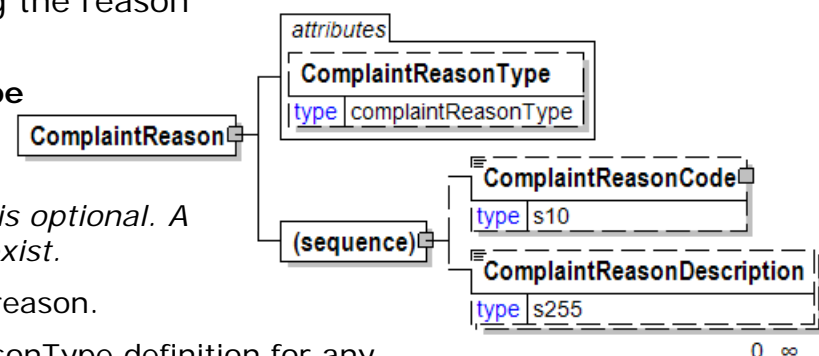 g the reason
pe
is optional. A
xist.
reason.
sonType definition for any
attributes
ComplaintReasonType
type complaintReasonType
ComplaintReason
(sequence)
ComplaintReasonCode
type s10
ComplaintReasonDescription
type s255
0 ∞